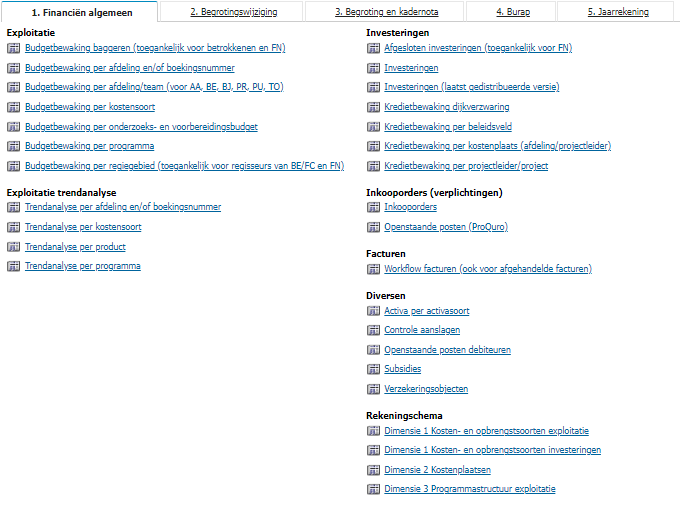 1. Financiën algemeen
2. Begrotingswijziging
3. Begroting en kadernota
4. Burap
5. Jaarrekening
Exploitatie
Budgetbewaking baggeren (toegankelijk voor betrokkenen en FN)
Budgetbewaking per afdeling en/of boekingsnummer
Budgetbewaking per afdeling/team (voor AA, BE, BJ, PR, PU, TO)
Budgetbewaking per kostensoort
Budgetbewaking per onderzoeks- en voorbereidingsbudget
Budgetbewaking per programma
Budgetbewaking per regiegebied (toegankelijk voor regisseurs van BE/FC en FN)
Exploitatie trendanalyse
Trendanalyse per afdeling en/of boekingsnummer
Trendanalyse per kostensoort
Trendanalyse per product
Trendanalyse per programma
Investeringen
Afgesloten investeringen (toegankelijk voor FN)
Investeringen
Investeringen (laatst gedistribueerde versie)
Kredietbewaking dijkverzwaring
Kredietbewaking per beleidsveld
Kredietbewaking per kostenplaats (afdeling/projectleider)
Kredietbewaking per projectleider/project
Inkooporders (verplichtingen)
Inkooporders
Openstaande posten (ProQuro)
Facturen
Workflow facturen (ook voor afgehandelde facturen)
Diversen
Activa per activasoort
Controle aanslagen
Openstaande posten debiteuren
Subsidies
Verzekeringsobjecten
Rekeningschema
Dimensie 1 Kosten- en opbrengstsoorten exploitatie
Dimensie 1 Kosten- en opbrengstsoorten investeringen
Dimensie 2 Kostenplaatsen
Dimensie 3 Programmastructuur exploitatie